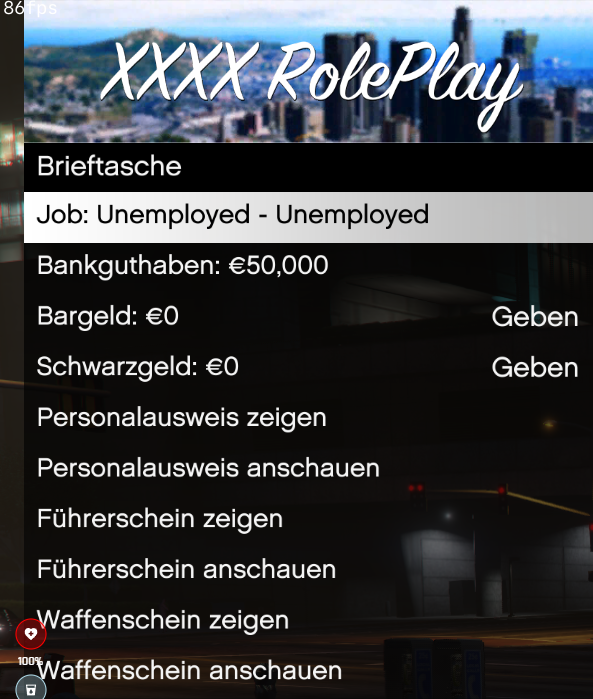 86fps
XXXX RolePlay
Brieftasche
Job: Unemployed - Unemployed
Bankguthaben: €50,000
Bargeld: €0 Geben
Schwarzgeld: €0 Geben
Personalausweis zeigen
Personalausweis anschauen
Führerschein zeigen
Führerschein anschauen
Waffenschein zeigen
100%
Waffenschein anschauen